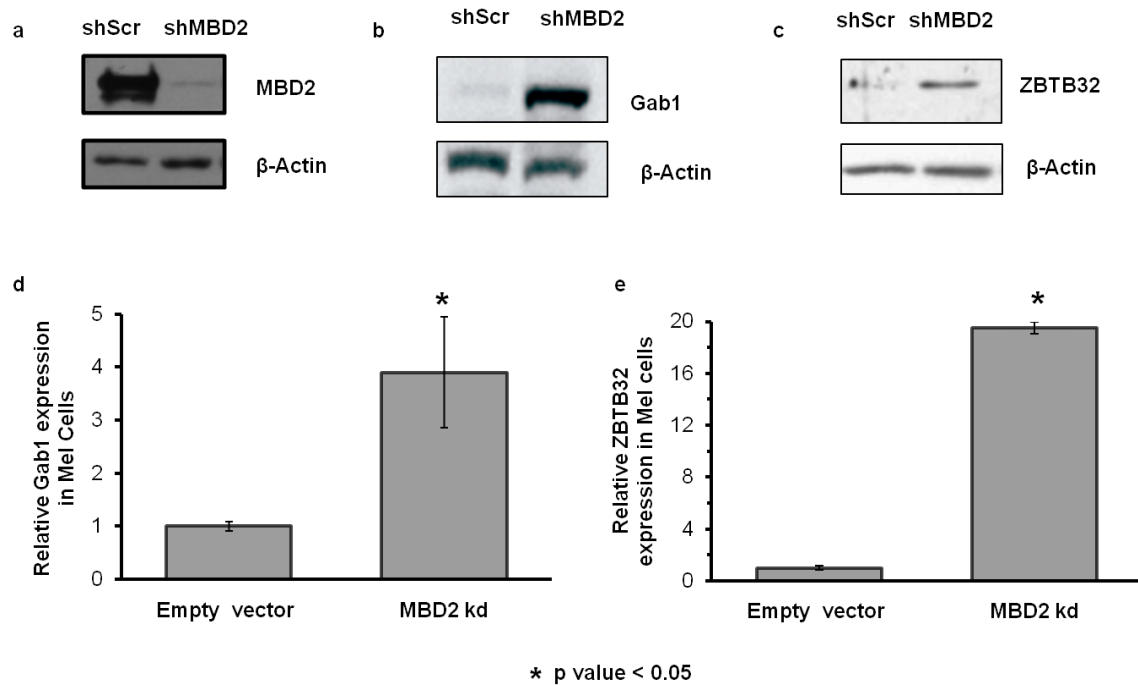 a
shScr shMBD2
MBD2
β-Actin
b
shScr shMBD2
Gab1
β-Actin
c
shScr shMBD2
ZBTB32
β-Actin
d
Relative Gab1 expression
in Mel Cells
5
4
3
2
1
0
*
Empty vector
MBD2 kd
e
Relative ZBTB32
expression in Mel cells
20
16
12
8
4
0
*
Empty vector
MBD2 kd
* p value < 0.05